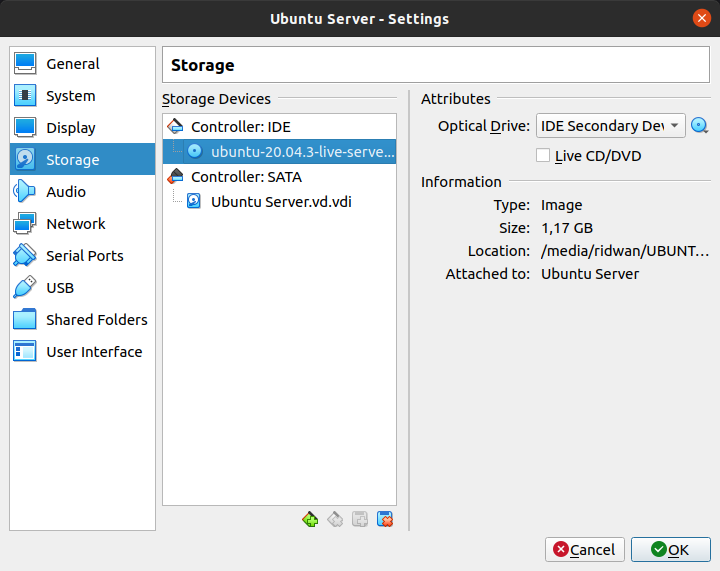 Ubuntu Server - Settings
General
System
Display
Storage
Audio
Network
Serial Ports
USB
Shared Folders
User Interface
Storage
Storage Devices
Controller: IDE
ubuntu-20.04.3-live-serve...
Controller: SATA
Ubuntu Server.vd.vdi
Attributes
Optical Drive: IDE Secondary Dev
Live CD/DVD
Information
Type: Image
Size: 1,17 GB
Location: /media/ridwan/UBUNT...
Attached to: Ubuntu Server
Cancel
OK